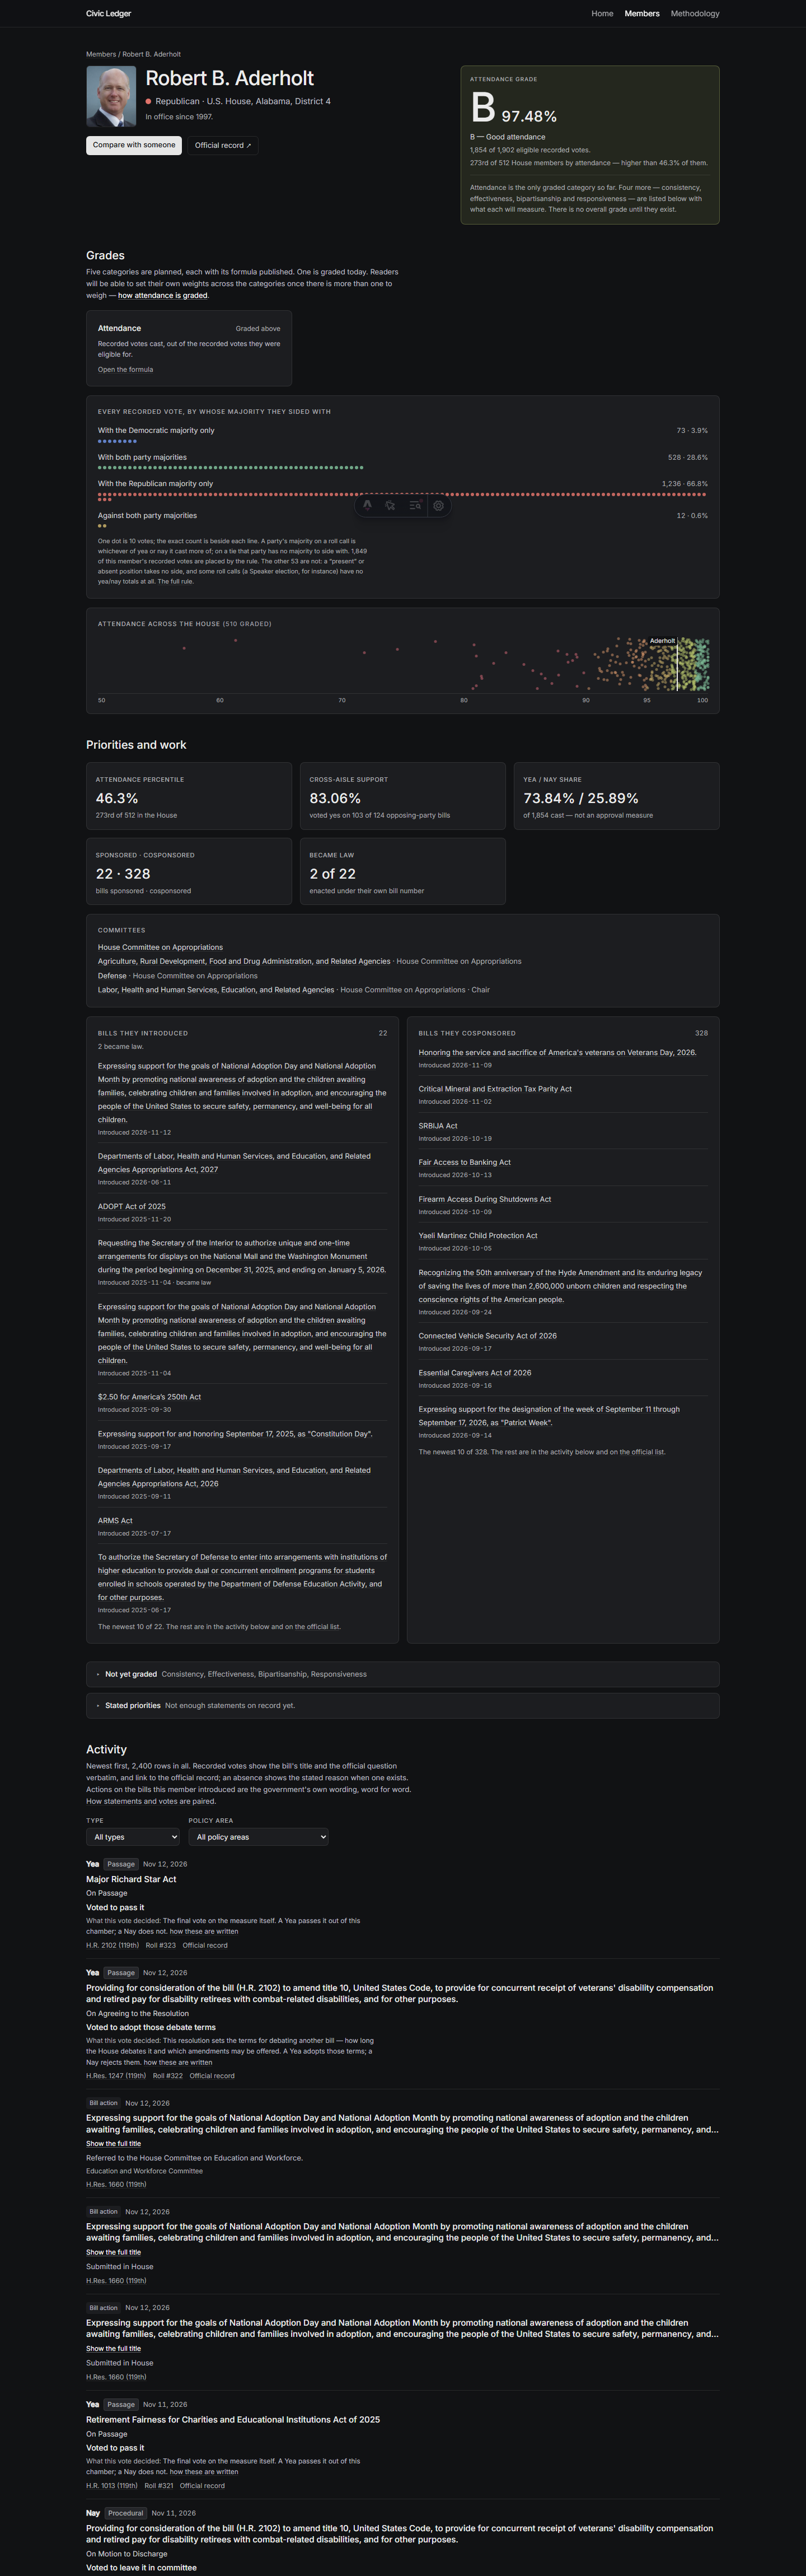 Civic Ledger
Home Members Methodology
Members / Robert B. Aderholt
Robert B. Aderholt
Republican · U.S. House, Alabama, District 4
In office since 1997.
Compare with someone
Official record ↗
ATTENDANCE GRADE
B 97.48%
B — Good attendance
1,854 of 1,902 eligible recorded votes.
273rd of 512 House members by attendance — higher than 46.3% of them.
Attendance is the only graded category so far. Four more — consistency,
effectiveness, bipartisanship and responsiveness — are listed below with
what each will measure. There is no overall grade until they exist.
Grades
Five categories are planned, each with its formula published. One is graded today. Readers
will be able to set their own weights across the categories once there is more than one to
weigh — how attendance is graded.
Attendance Graded above
Recorded votes cast, out of the recorded votes they were
eligible for.
Open the formula
EVERY RECORDED VOTE, BY WHOSE MAJORITY THEY SIDED WITH
With the Democratic majority only 73 · 3.9%
With both party majorities 528 · 28.6%
With the Republican majority only 1,236 · 66.8%
Against both party majorities 12 · 0.6%
One dot is 10 votes; the exact count is beside each line. A party's majority on a roll call is
whichever of yea or nay it cast more of; on a tie that party has no majority to side with. 1,849
of this member's recorded votes are placed by the rule. The other 53 are not: a "present" or
absent position takes no side, and some roll calls (a Speaker election, for instance) have no
yea/nay totals at all. The full rule.
ATTENDANCE ACROSS THE HOUSE (510 GRADED)
Aderholt
50 60 70 80 90 95 100
Priorities and work
ATTENDANCE PERCENTILE
46.3%
273rd of 512 in the House
CROSS-AISLE SUPPORT
83.06%
voted yes on 103 of 124 opposing-party bills
YEA / NAY SHARE
73.84% / 25.89%
of 1,854 cast — not an approval measure
SPONSORED · COSPONSORED
22 · 328
bills sponsored · cosponsored
BECAME LAW
2 of 22
enacted under their own bill number
COMMITTEES
House Committee on Appropriations
Agriculture, Rural Development, Food and Drug Administration, and Related Agencies · House Committee on Appropriations
Defense · House Committee on Appropriations
Labor, Health and Human Services, Education, and Related Agencies · House Committee on Appropriations · Chair
BILLS THEY INTRODUCED 22
2 became law.
Expressing support for the goals of National Adoption Day and National Adoption
Month by promoting national awareness of adoption and the children awaiting
families, celebrating children and families involved in adoption, and encouraging the
people of the United States to secure safety, permanency, and well-being for all
children.
Introduced 2026-11-12
Departments of Labor, Health and Human Services, and Education, and Related
Agencies Appropriations Act, 2027
Introduced 2026-06-11
ADOPT Act of 2025
Introduced 2025-11-20
Requesting the Secretary of the Interior to authorize unique and one-time
arrangements for displays on the National Mall and the Washington Monument
during the period beginning on December 31, 2025, and ending on January 5, 2026.
Introduced 2025-11-04 · became law
Expressing support for the goals of National Adoption Day and National Adoption
Month by promoting national awareness of adoption and the children awaiting
families, celebrating children and families involved in adoption, and encouraging the
people of the United States to secure safety, permanency, and well-being for all
children.
Introduced 2025-11-04
$2.50 for America's 250th Act
Introduced 2025-09-30
Expressing support for and honoring September 17, 2025, as "Constitution Day".
Introduced 2025-09-17
Departments of Labor, Health and Human Services, and Education, and Related
Agencies Appropriations Act, 2026
Introduced 2025-09-11
ARMS Act
Introduced 2025-07-17
To authorize the Secretary of Defense to enter into arrangements with institutions of
higher education to provide dual or concurrent enrollment programs for students
enrolled in schools operated by the Department of Defense Education Activity, and
for other purposes.
Introduced 2025-06-17
The newest 10 of 22. The rest are in the activity below and on the official list.
BILLS THEY COSPONSORED 328
Honoring the service and sacrifice of America's veterans on Veterans Day, 2026.
Introduced 2026-11-09
Critical Mineral and Extraction Tax Parity Act
Introduced 2026-11-02
SRBIJA Act
Introduced 2026-10-19
Fair Access to Banking Act
Introduced 2026-10-13
Firearm Access During Shutdowns Act
Introduced 2026-10-09
Yaeli Martinez Child Protection Act
Introduced 2026-10-05
Recognizing the 50th anniversary of the Hyde Amendment and its enduring legacy
of saving the lives of more than 2,600,000 unborn children and respecting the
conscience rights of the American people.
Introduced 2026-09-24
Connected Vehicle Security Act of 2026
Introduced 2026-09-17
Essential Caregivers Act of 2026
Introduced 2026-09-16
Expressing support for the designation of the week of September 11 through
September 17, 2026, as "Patriot Week".
Introduced 2026-09-14
The newest 10 of 328. The rest are in the activity below and on the official list.
Not yet graded Consistency, Effectiveness, Bipartisanship, Responsiveness
Stated priorities Not enough statements on record yet.
Activity
Newest first, 2,400 rows in all. Recorded votes show the bill's title and the official question
verbatim, and link to the official record; an absence shows the stated reason when one exists.
Actions on the bills this member introduced are the government's own wording, word for word.
How statements and votes are paired.
TYPE POLICY AREA
All types All policy areas
Yea Passage Nov 12, 2026
Major Richard Star Act
On Passage
Voted to pass it
What this vote decided: The final vote on the measure itself. A Yea passes it out of this
chamber; a Nay does not. how these are written
H.R. 2102 (119th) Roll #323 Official record
Yea Passage Nov 12, 2026
Providing for consideration of the bill (H.R. 2102) to amend title 10, United States Code, to provide for concurrent receipt of veterans' disability compensation
and retired pay for disability retirees with combat-related disabilities, and for other purposes.
On Agreeing to the Resolution
Voted to adopt those debate terms
What this vote decided: This resolution sets the terms for debating another bill — how long
the House debates it and which amendments may be offered. A Yea adopts those terms; a
Nay rejects them. how these are written
H.Res. 1247 (119th) Roll #322 Official record
Bill action Nov 12, 2026
Expressing support for the goals of National Adoption Day and National Adoption Month by promoting national awareness of adoption and the children
awaiting families, celebrating children and families involved in adoption, and encouraging the people of the United States to secure safety, permanency, and...
Show the full title
Referred to the House Committee on Education and Workforce.
Education and Workforce Committee
H.Res. 1660 (119th)
Bill action Nov 12, 2026
Expressing support for the goals of National Adoption Day and National Adoption Month by promoting national awareness of adoption and the children
awaiting families, celebrating children and families involved in adoption, and encouraging the people of the United States to secure safety, permanency, and...
Show the full title
Submitted in House
H.Res. 1660 (119th)
Bill action Nov 12, 2026
Expressing support for the goals of National Adoption Day and National Adoption Month by promoting national awareness of adoption and the children
awaiting families, celebrating children and families involved in adoption, and encouraging the people of the United States to secure safety, permanency, and...
Show the full title
Submitted in House
H.Res. 1660 (119th)
Yea Passage Nov 11, 2026
Retirement Fairness for Charities and Educational Institutions Act of 2025
On Passage
Voted to pass it
What this vote decided: The final vote on the measure itself. A Yea passes it out of this
chamber; a Nay does not. how these are written
H.R. 1013 (119th) Roll #321 Official record
Nay Procedural Nov 11, 2026
Providing for consideration of the bill (H.R. 2102) to amend title 10, United States Code, to provide for concurrent receipt of veterans' disability compensation
and retired pay for disability retirees with combat-related disabilities, and for other purposes.
On Motion to Discharge
Voted to leave it in committee